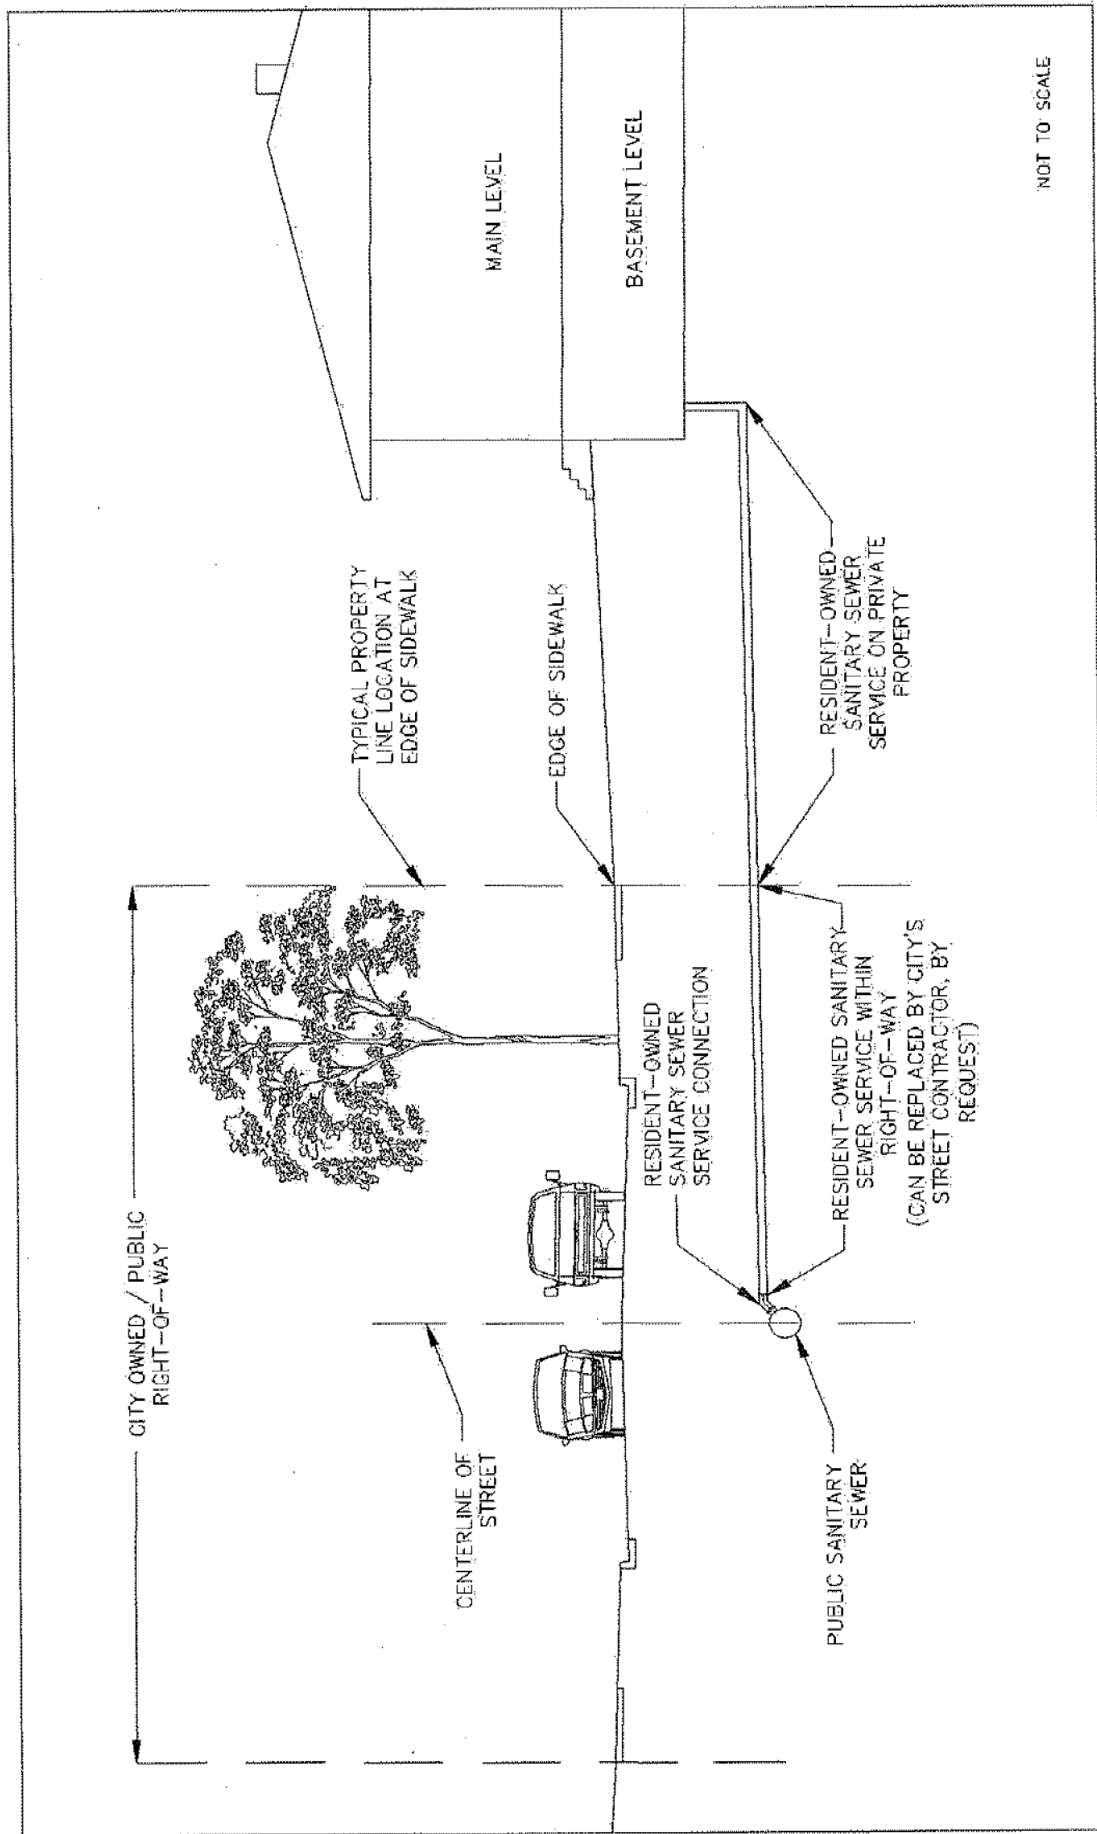 CITY OWNED / PUBLIC
RIGHT-OF-WAY
TYPICAL PROPERTY
LINE LOCATION AT
EDGE OF SIDEWALK
CENTERLINE OF
STREET
MAIN LEVEL
EDGE OF SIDEWALK
BASEMENT LEVEL
RESIDENT-OWNED
SANITARY SEWER
SERVICE CONNECTION
PUBLIC SANITARY
SEWER
RESIDENT-OWNED SANITARY
SEWER SERVICE WITHIN
RIGHT-OF-WAY
(CAN BE REPLACED BY CITY'S
STREET CONTRACTOR, BY
REQUEST)
RESIDENT-OWNED
SANITARY SEWER
SERVICE ON PRIVATE
PROPERTY
NOT TO SCALE